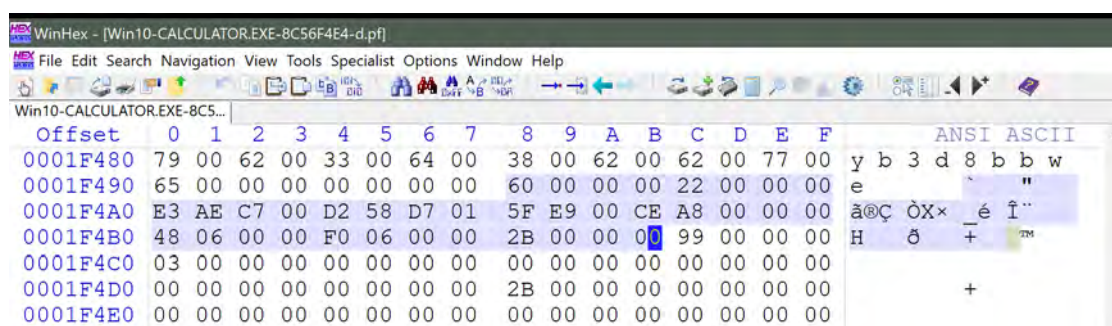 WinHex - [Win10-CALCULATOR.EXE-8C56F4E4-d.pf]
File Edit Search Navigation View Tools Specialist Options Window Help
Win10-CALCULATOR.EXE-8C5...
Offset 0 1 2 3 4 5 6 7 8 9 A B C D E F ANSI ASCII
0001F480 79 00 62 00 33 00 64 00 38 00 62 00 62 00 77 00 y b 3 d 8 b b w
0001F490 65 00 00 00 00 00 00 00 60 00 00 00 22 00 00 00 e ` "
0001F4A0 E3 AE C7 00 D2 58 D7 01 5F E9 00 CE A8 00 00 00 ã®Ç ÒX× _é Î¨
0001F4B0 48 06 00 00 F0 06 00 00 2B 00 00 00 99 00 00 00 H ð + ™
0001F4C0 03 00 00 00 00 00 00 00 00 00 00 00 00 00 00 00
0001F4D0 00 00 00 00 00 00 00 00 2B 00 00 00 00 00 00 00 +
0001F4E0 00 00 00 00 00 00 00 00 00 00 00 00 00 00 00 00